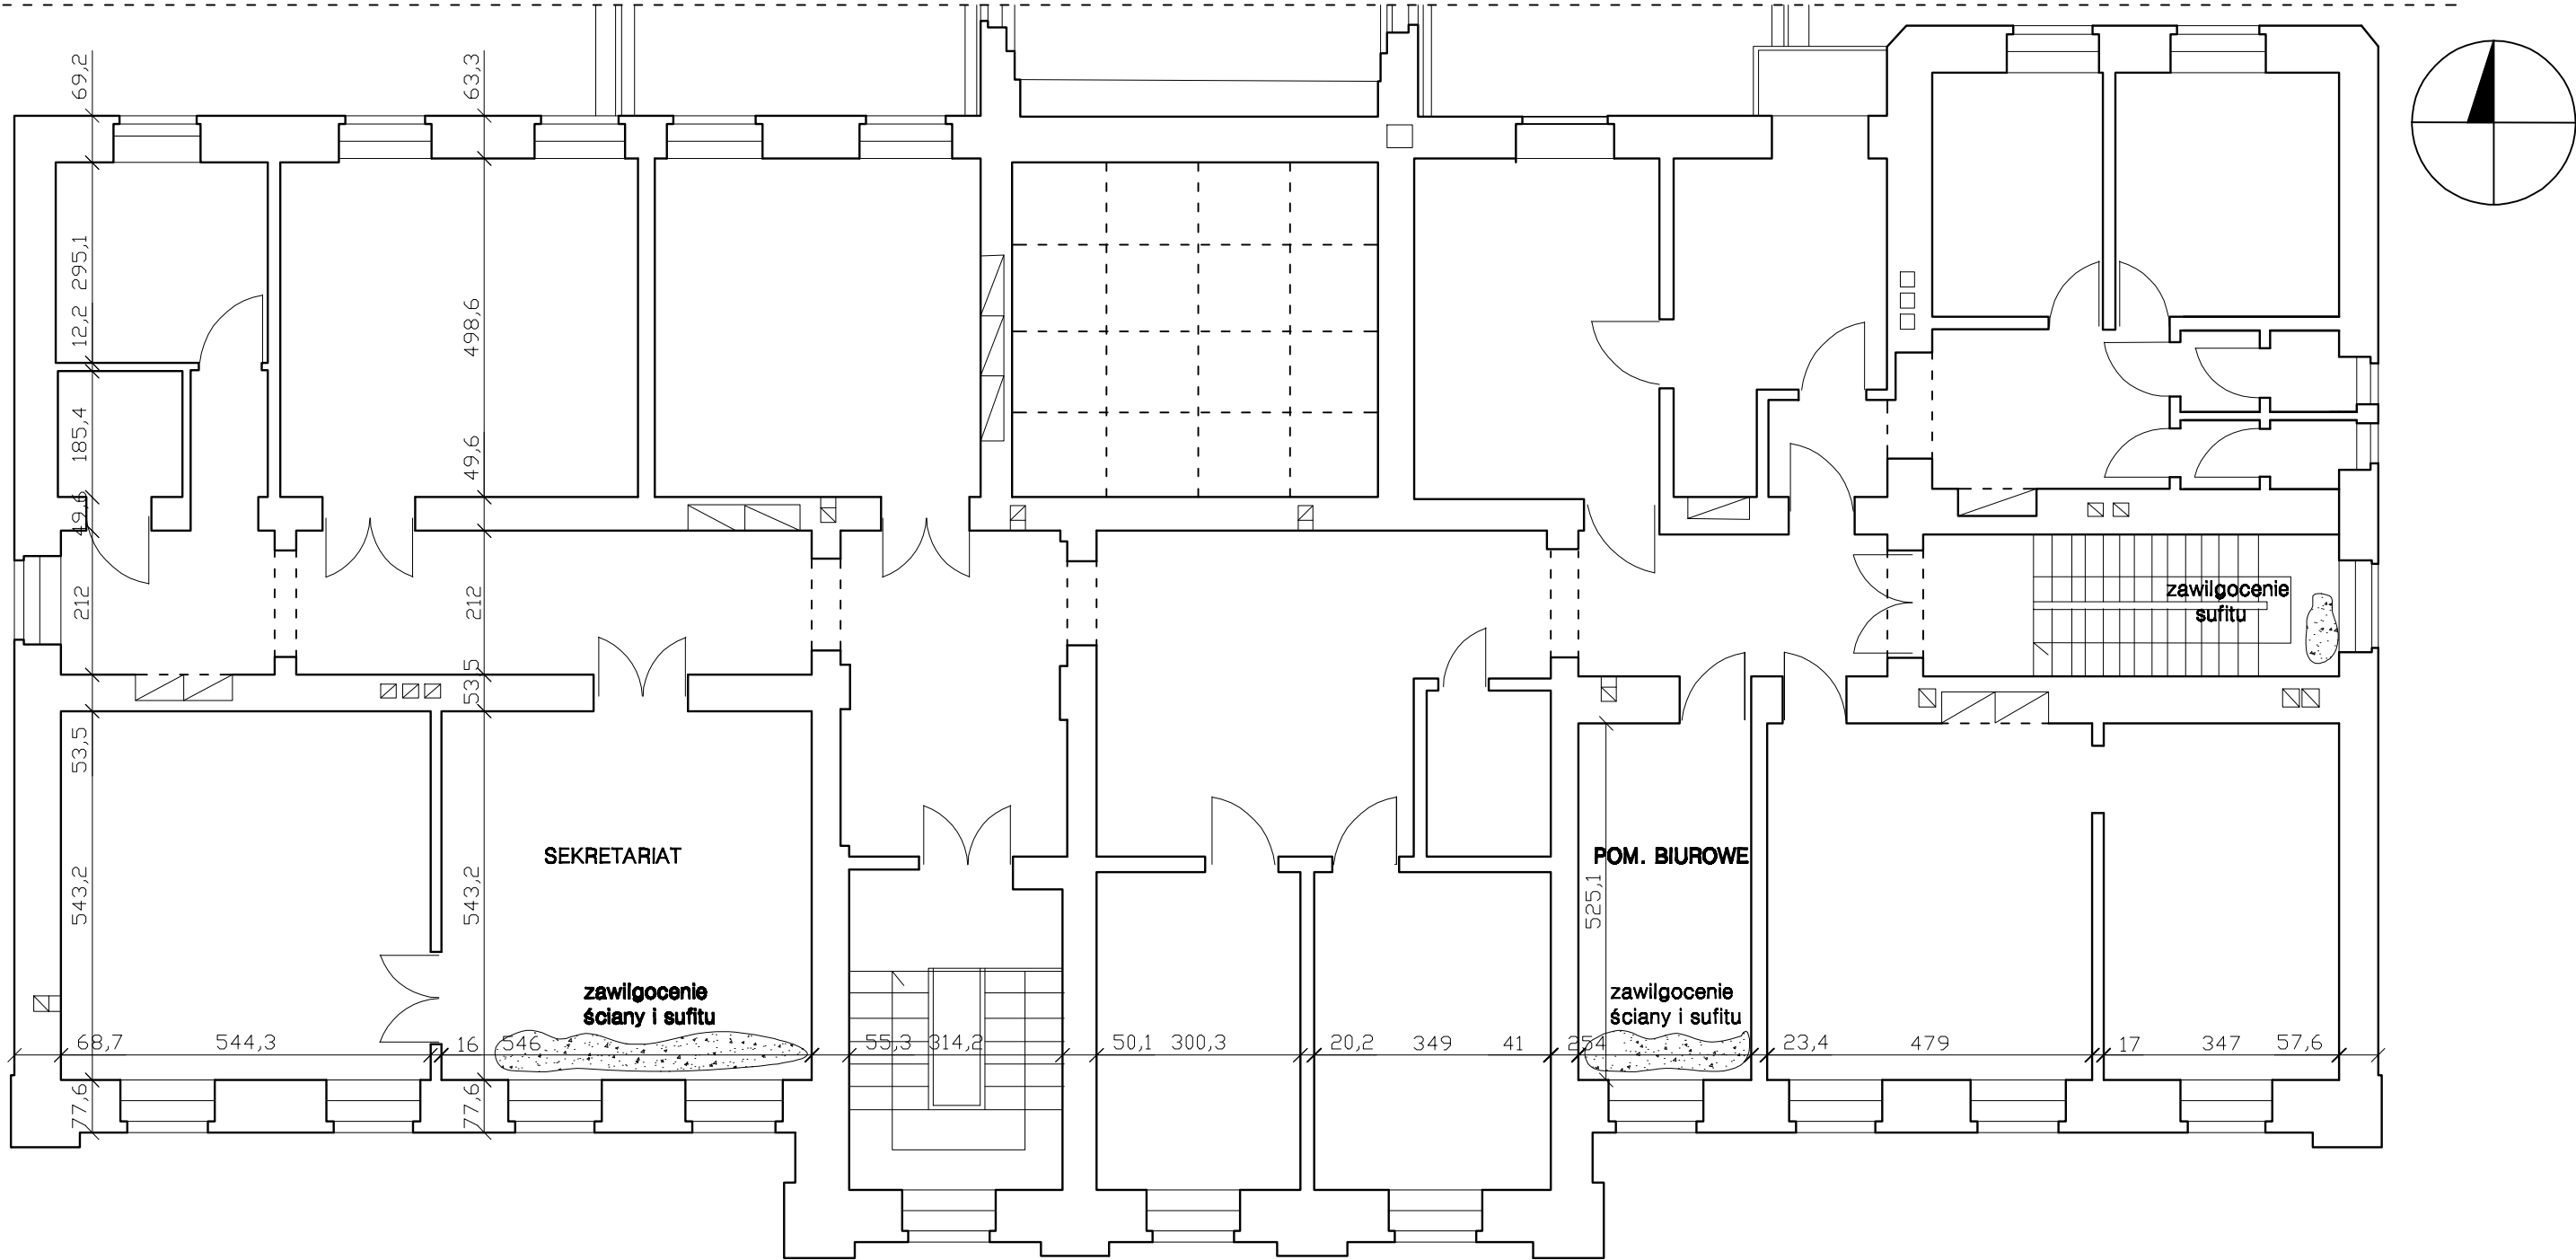 69,2
63,3
295,1
12,2
498,6
185,4
49,6
49,6
212
212
zawilgocenie
sufitu
53,5
53,5
543,2
543,2
SEKRETARIAT
POM. BIUROWE
525,1
zawilgocenie
ściany i sufitu
zawilgocenie
ściany i sufitu
68,7 544,3 16 546 55,3 314,2 50,1 300,3 20,2 349 41 254 23,4 479 17 347 57,6
77,6
77,6